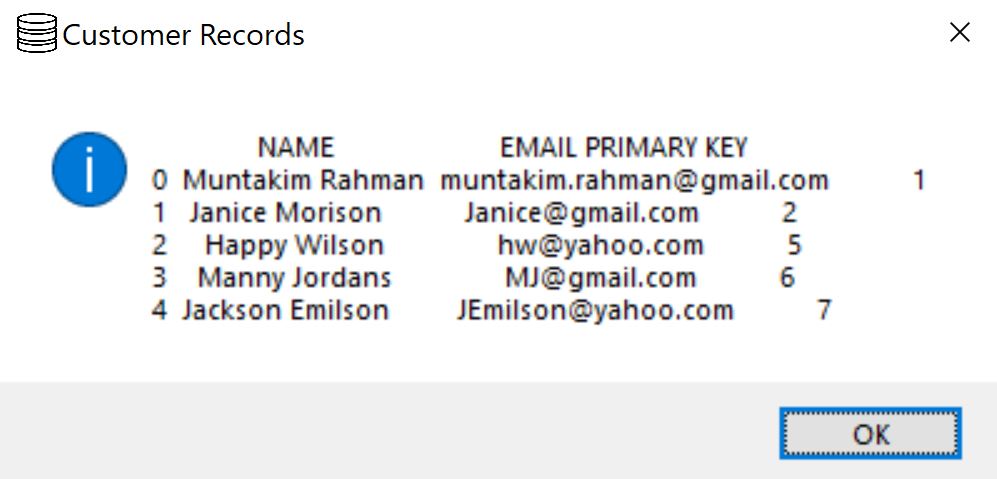 Customer Records
NAME EMAIL PRIMARY KEY
0 Muntakim Rahman muntakim.rahman@gmail.com 1
1 Janice Morison Janice@gmail.com 2
2 Happy Wilson hw@yahoo.com 5
3 Manny Jordans MJ@gmail.com 6
4 Jackson Emilson JEmilson@yahoo.com 7
OK